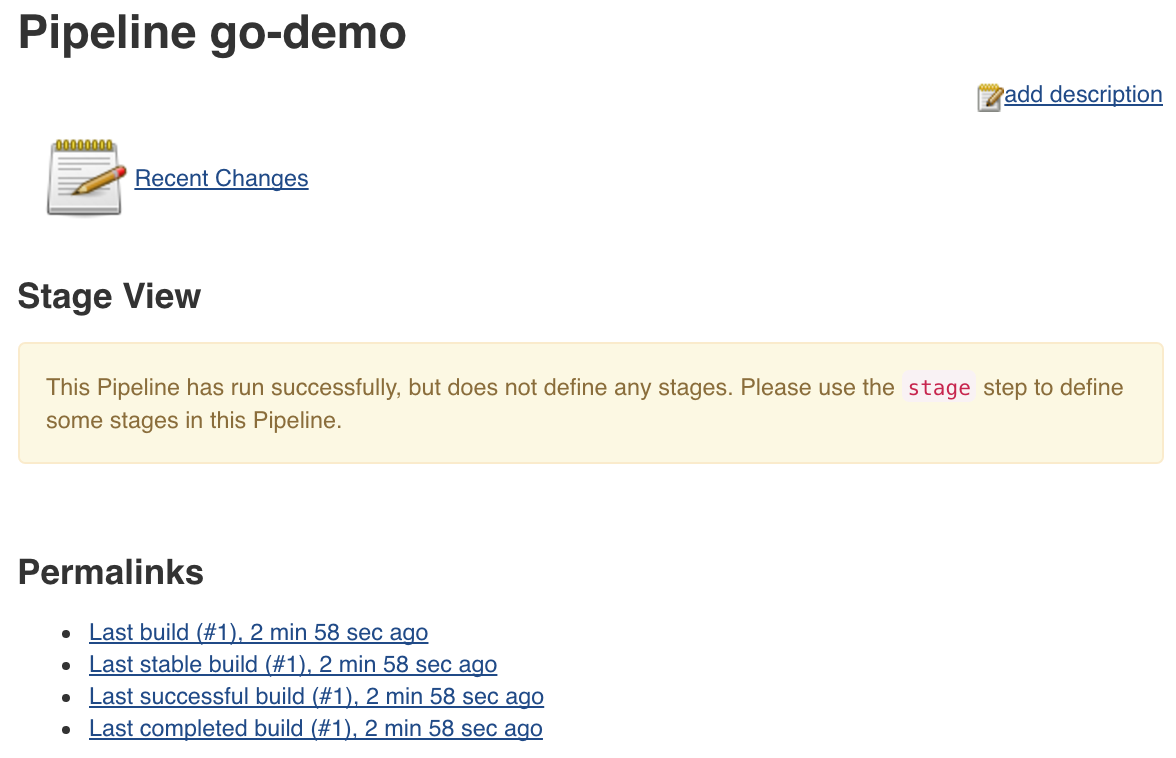 Pipeline go-demo
add description
Recent Changes
Stage View
This Pipeline has run successfully, but does not define any stages. Please use the stage step to define
some stages in this Pipeline.
Permalinks
Last build (#1), 2 min 58 sec ago
Last stable build (#1), 2 min 58 sec ago
Last successful build (#1), 2 min 58 sec ago
Last completed build (#1), 2 min 58 sec ago